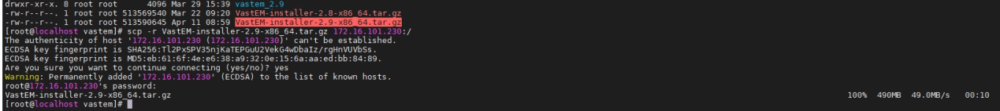 drwxr-xr-x. 8 root root      4096 Mar 29 15:39 vastem_2.9
-rw-r--r--. 1 root root 513569540 Mar 22 09:20 VastEM-installer-2.8-x86_64.tar.gz
-rw-r--r--. 1 root root 513590645 Apr 11 08:59 VastEM-installer-2.9-x86_64.tar.gz
[root@localhost vastem]# scp -r VastEM-installer-2.9-x86_64.tar.gz 172.16.101.230:/
The authenticity of host '172.16.101.230 (172.16.101.230)' can't be established.
ECDSA key fingerprint is SHA256:Tl2PxSPV35njKaTEPGuU2VekG4wDbaIz/rgHnVUVbSs.
ECDSA key fingerprint is MD5:eb:61:6f:4e:e6:38:a9:32:0e:15:6a:aa:ed:bb:84:89.
Are you sure you want to continue connecting (yes/no)? yes
Warning: Permanently added '172.16.101.230' (ECDSA) to the list of known hosts.
root@172.16.101.230's password:
VastEM-installer-2.9-x86_64.tar.gz 100% 490MB 49.0MB/s 00:10
[root@localhost vastem]#